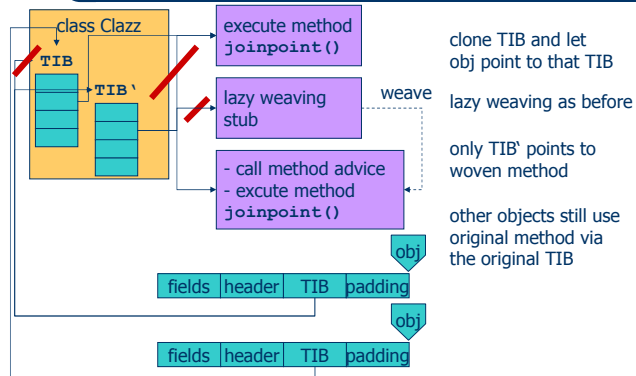 class Clazz
TIB
TIB‘
execute method
joinpoint()
lazy weaving
stub
weave
- call method advice
- excute method
joinpoint()
clone TIB and let
obj point to that TIB
lazy weaving as before
only TIB‘ points to
woven method
other objects still use
original method via
the original TIB
obj
fields header TIB padding
obj
fields header TIB padding